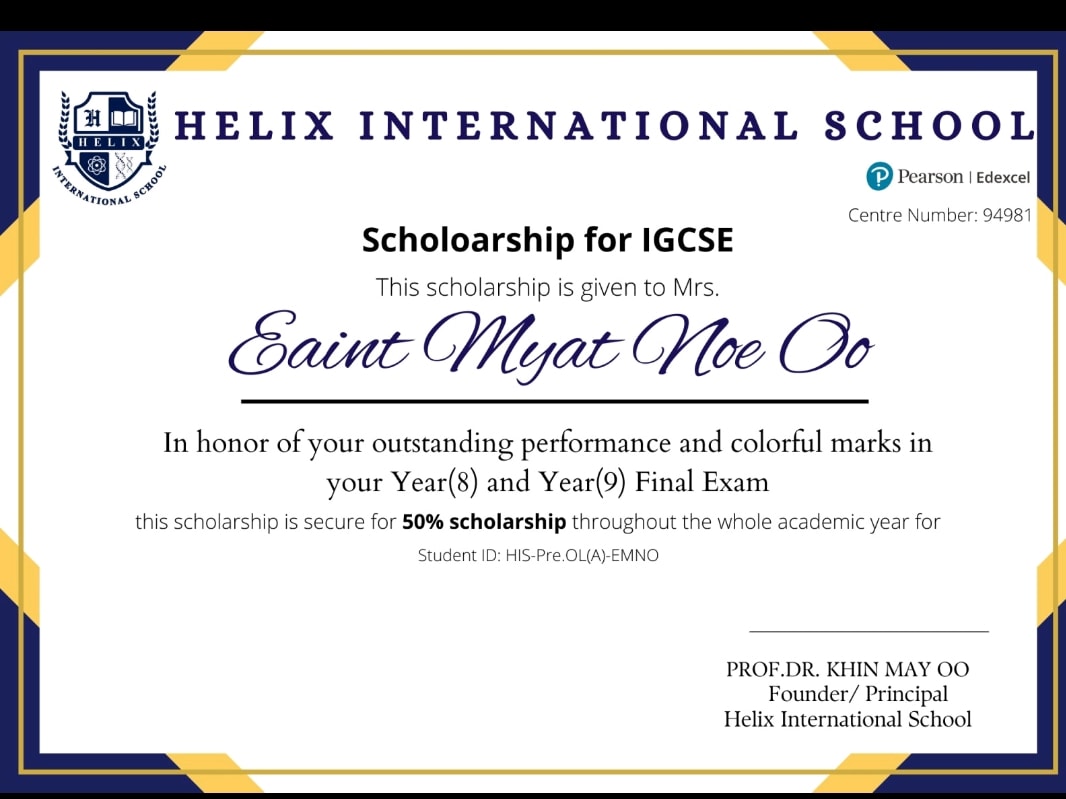 H
HELIX
INTERNATIONAL SCHOOL
HELIX INTERNATIONAL SCHOOL
Pearson | Edexcel
Centre Number: 94981
Scholoarship for IGCSE
This scholarship is given to Mrs.
Eaint Myat Noe Oo
In honor of your outstanding performance and colorful marks in
your Year(8) and Year(9) Final Exam
this scholarship is secure for 50% scholarship throughout the whole academic year for
Student ID: HIS-Pre.OL(A)-EMNO
PROF.DR. KHIN MAY OO
Founder/ Principal
Helix International School